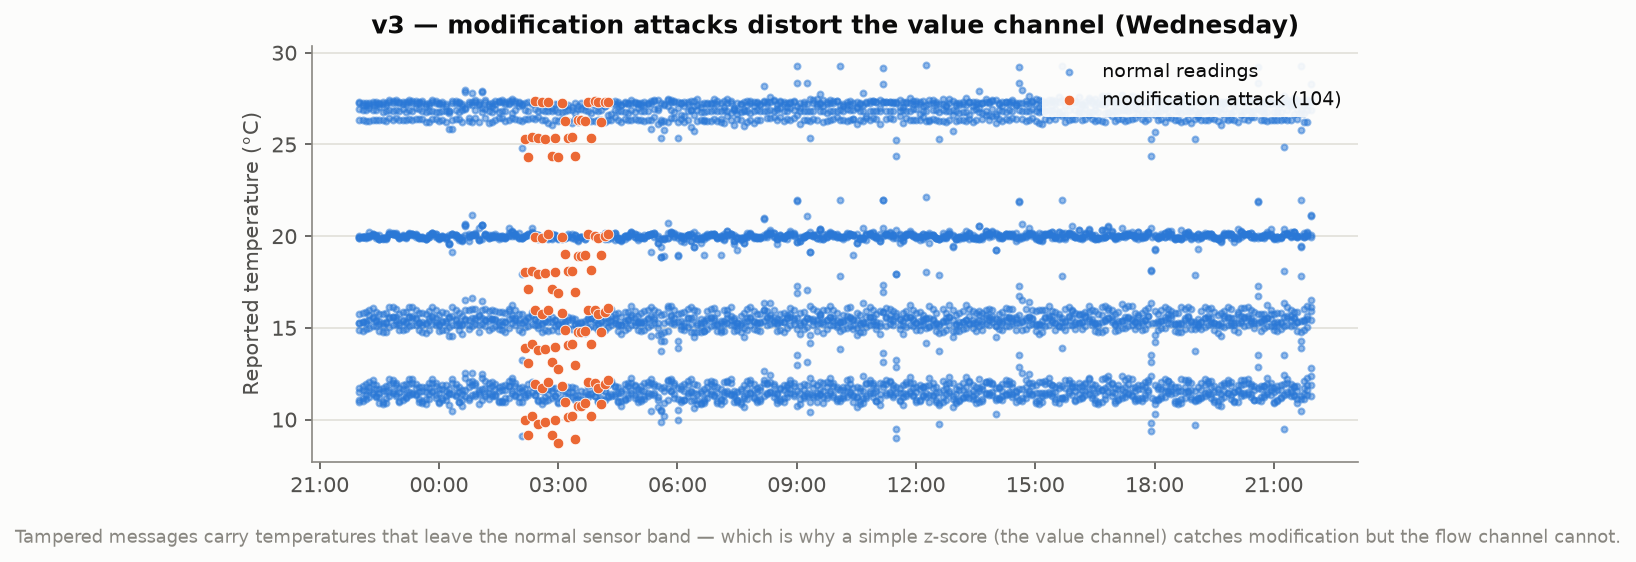 v3 — modification attacks distort the value channel (Wednesday)
30
25
20
15
10
Reported temperature (°C)
normal readings
modification attack (104)
21:00 00:00 03:00 06:00 09:00 12:00 15:00 18:00 21:00
Tampered messages carry temperatures that leave the normal sensor band — which is why a simple z-score (the value channel) catches modification but the flow channel cannot.